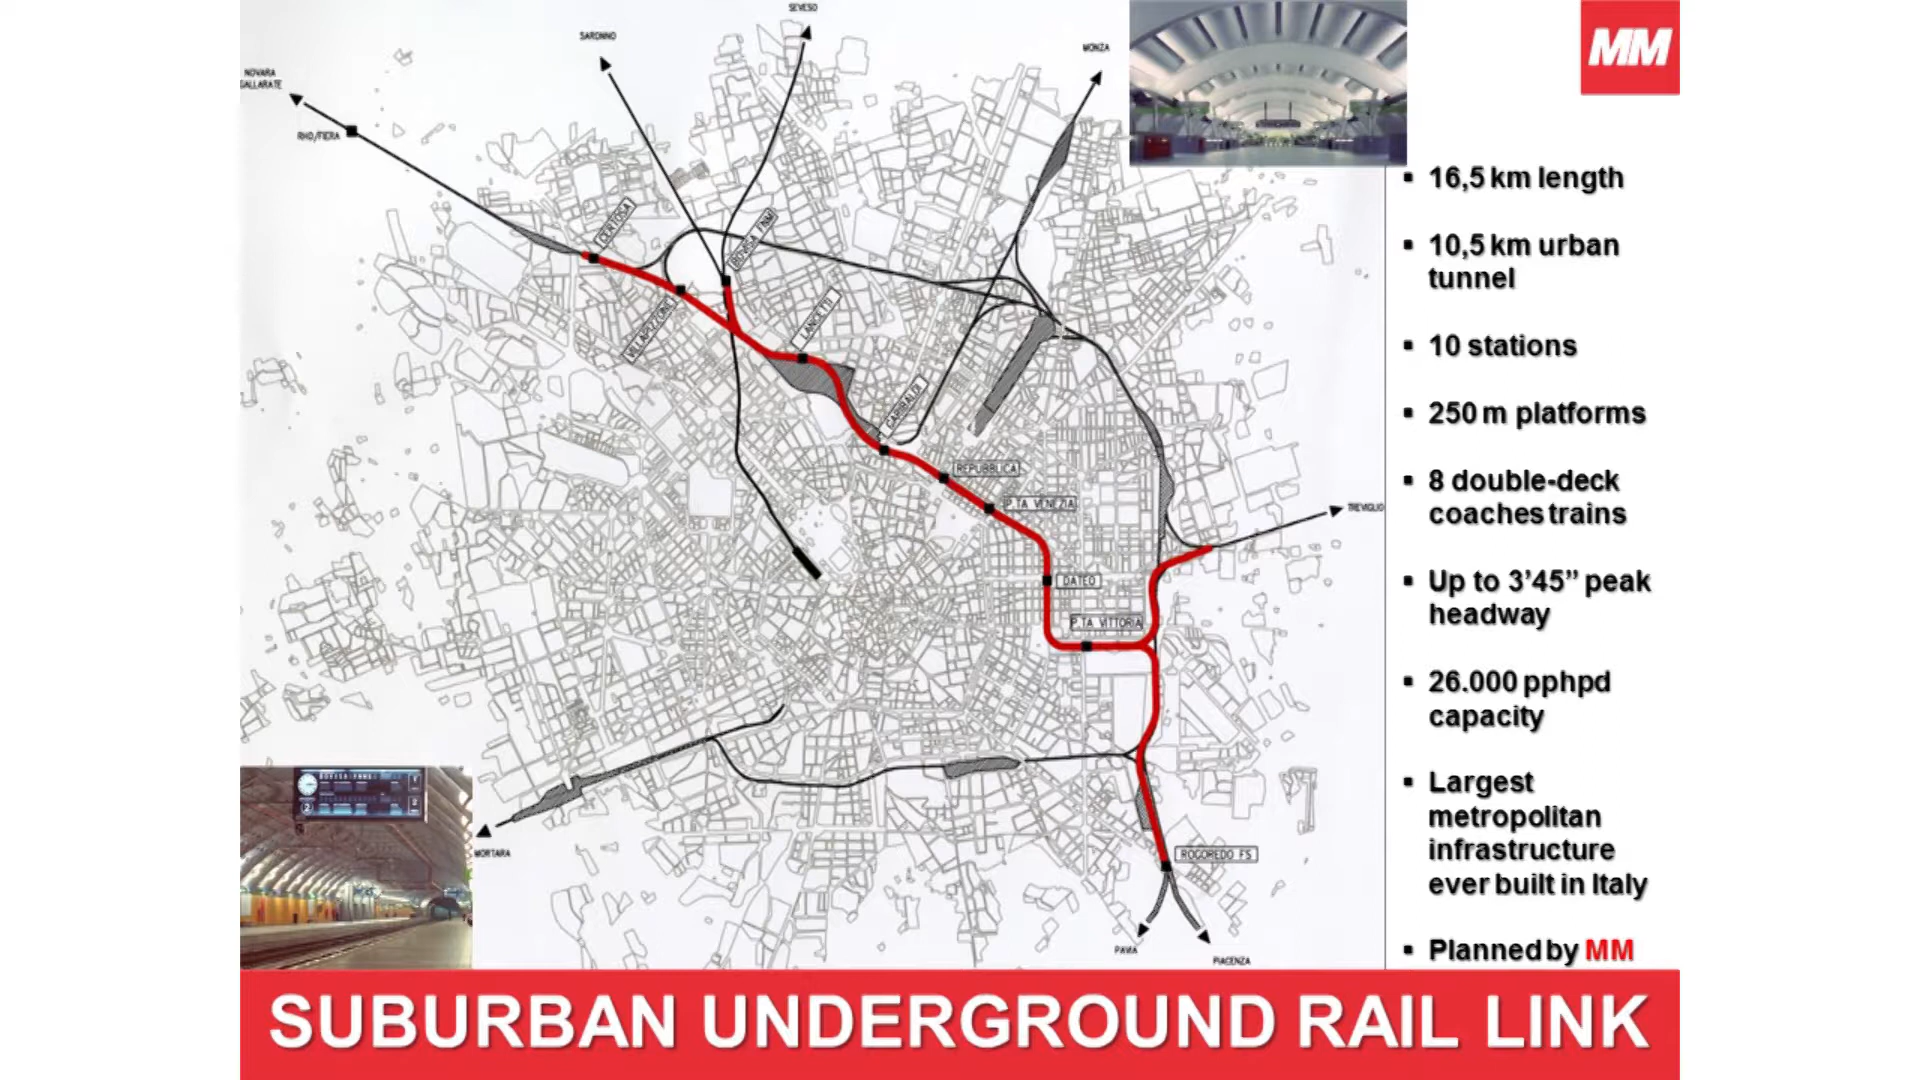 SEVESO
SARONNO
MONZA
NOVARA
GALLARATE
RHO/FIERA
CERTOSA
BOVISA FNM
VILLAPIZZONE
LANCETTI
GARIBALDI
REPUBBLICA
P.TA VENEZIA
TREVIGLIO
DATEO
P.TA VITTORIA
MORTARA
ROGOREDO FS
PAVIA
PIACENZA
MM
▪ 16,5 km length
▪ 10,5 km urban
tunnel
▪ 10 stations
▪ 250 m platforms
▪ 8 double-deck
coaches trains
▪ Up to 3’45” peak
headway
▪ 26.000 pphpd
capacity
▪ Largest
metropolitan
infrastructure
ever built in Italy
▪ Planned by MM
SUBURBAN UNDERGROUND RAIL LINK